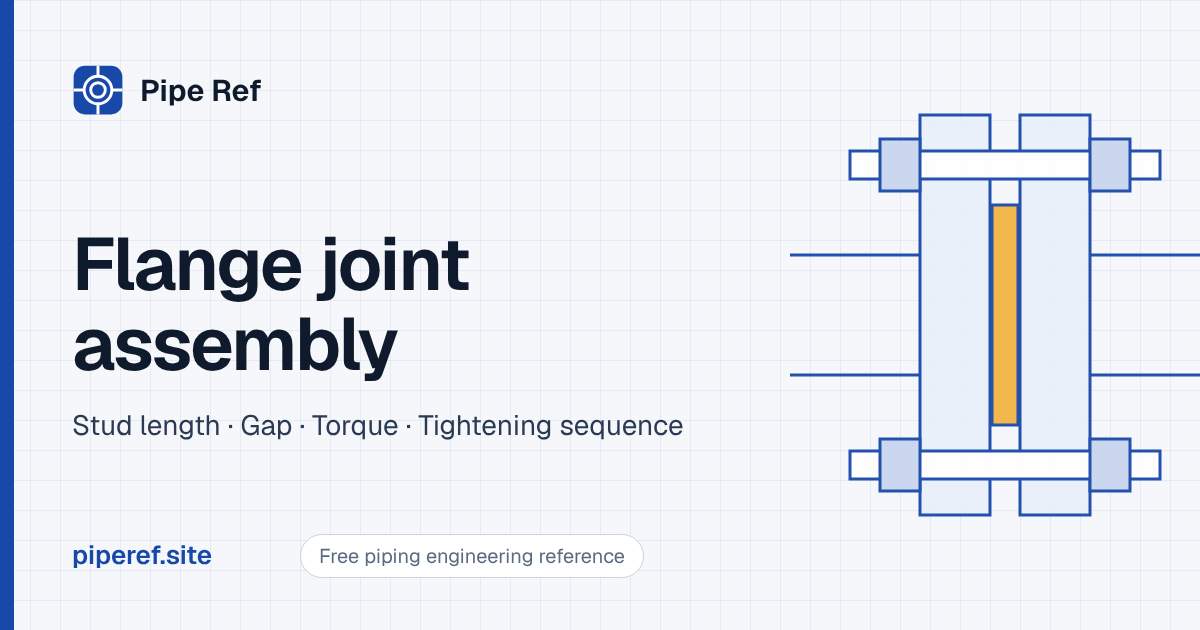 Pipe Ref
Flange joint
assembly
Stud length · Gap · Torque · Tightening sequence
piperef.site
Free piping engineering reference